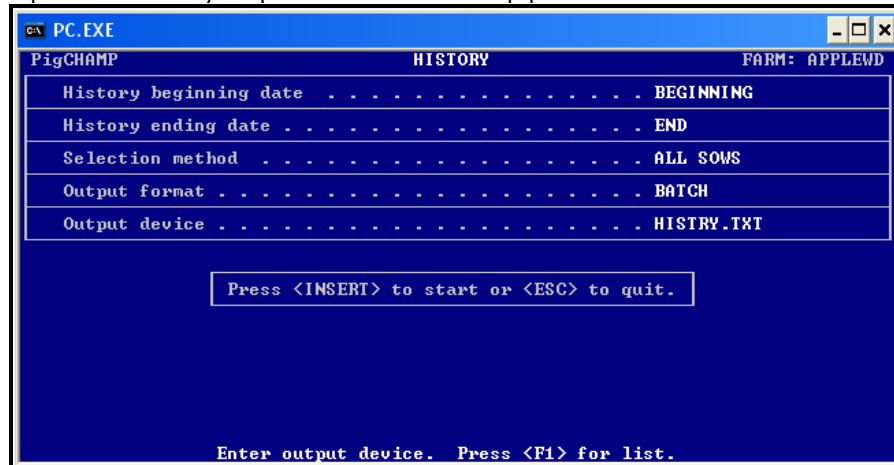 PC.EXE
PigCHAMP HISTORY FARM: APPLEWD
History beginning date . . . . . . . . . . . . . . . . BEGINNING
History ending date . . . . . . . . . . . . . . . . . . END
Selection method . . . . . . . . . . . . . . . . . . . ALL SOWS
Output format . . . . . . . . . . . . . . . . . . . . . BATCH
Output device . . . . . . . . . . . . . . . . . . . . . HISTRY.TXT
Press <INSERT> to start or <ESC> to quit.
Enter output device. Press <F1> for list.